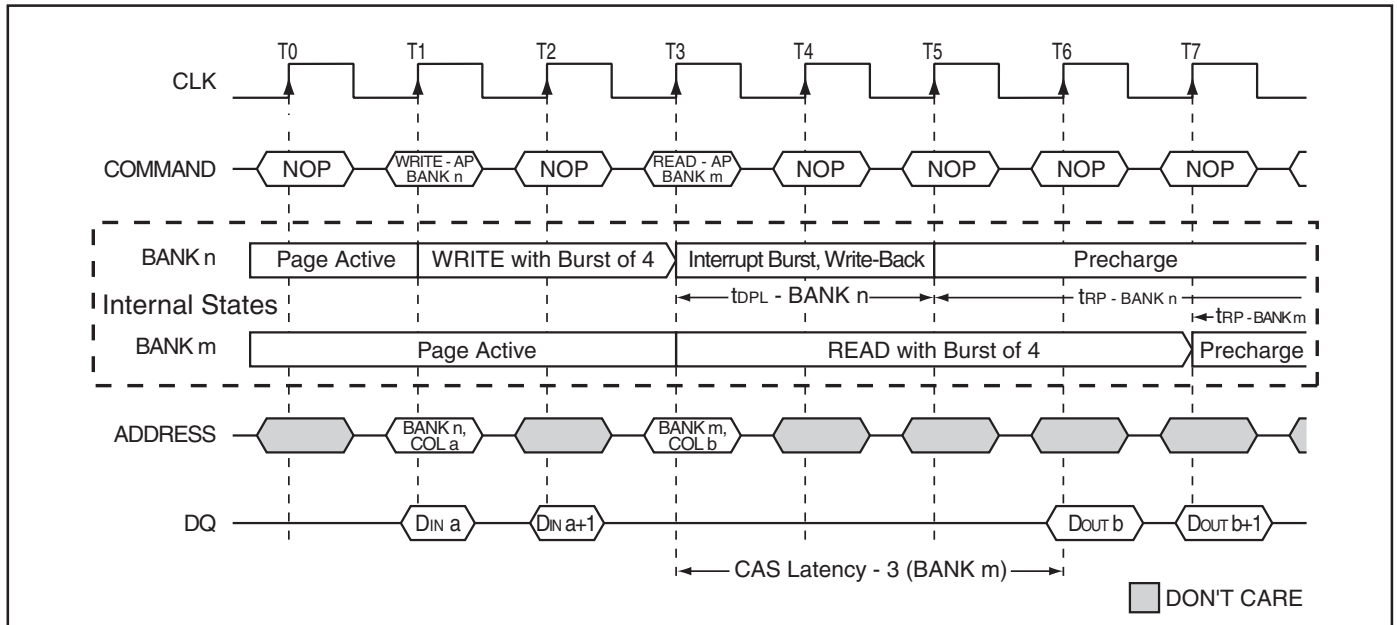 T0 T1 T2 T3 T4 T5 T6 T7
CLK
COMMAND NOP WRITE - AP BANK n NOP READ - AP BANK m NOP NOP NOP NOP
BANK n Page Active WRITE with Burst of 4 Interrupt Burst, Write-Back Precharge
tDPL - BANK n tRP - BANK n
Internal States
tRP - BANK m
BANK m Page Active READ with Burst of 4 Precharge
ADDRESS BANK n, COL a BANK m, COL b
DQ DIN a DIN a+1 DOUT b DOUT b+1
CAS Latency - 3 (BANK m)
DON'T CARE